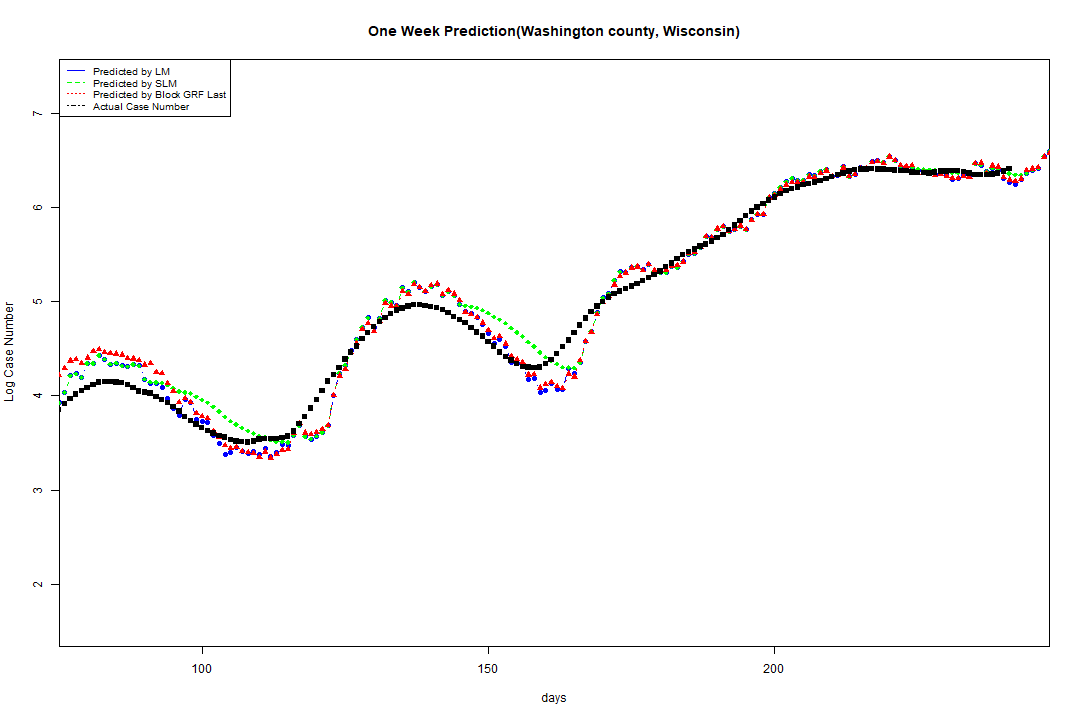 One Week Prediction(Washington county, Wisconsin)
Predicted by LM
Predicted by SLM
Predicted by Block GRF Last
Actual Case Number
7
6
5
4
3
2
Log Case Number
100 150 200
days